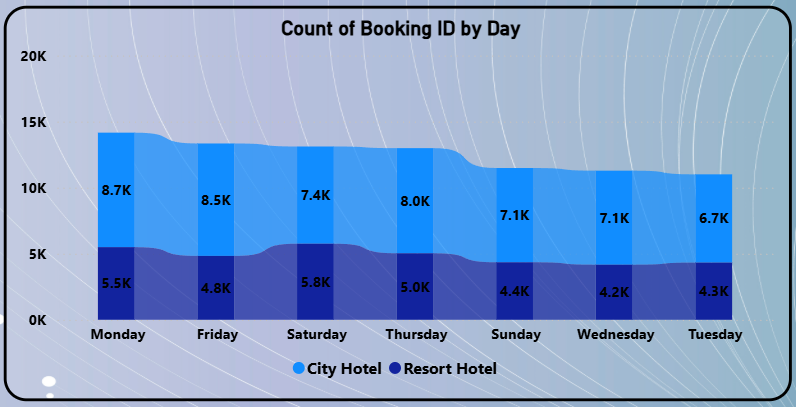 Count of Booking ID by Day
20K
15K
10K
5K
0K
8.7K 8.5K 7.4K 8.0K 7.1K 7.1K 6.7K
5.5K 4.8K 5.8K 5.0K 4.4K 4.2K 4.3K
Monday Friday Saturday Thursday Sunday Wednesday Tuesday
City Hotel Resort Hotel